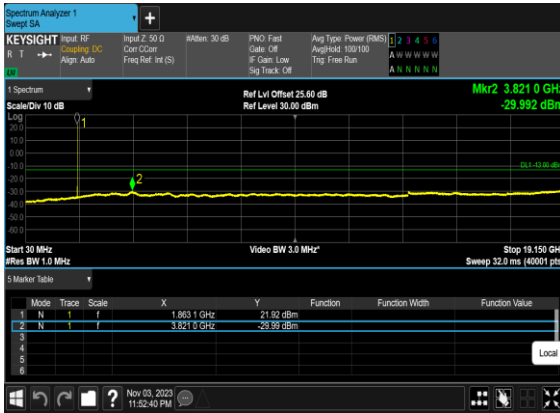 Spectrum Analyzer 1
Swept SA
+
KEYSIGHT
R T
Input: RF
Coupling: DC
Align: Auto
Input Z: 50 Ω
Corr CCorr
Freq Ref: Int (S)
#Atten: 30 dB
PNO: Fast
Gate: Off
IF Gain: Low
Sig Track: Off
Avg Type: Power (RMS)
Avg|Hold: 100/100
Trig: Free Run
1 2 3 4 5 6
A W W W W W
A N N N N N
1 Spectrum
Scale/Div 10 dB
Ref Lvl Offset 25.60 dB
Ref Level 30.00 dBm
Mkr2 3.821 0 GHz
-29.992 dBm
Log
20.0
10.0
0.00
-10.0
-20.0
-30.0
-40.0
-50.0
-60.0
1
2
DL1 -13.00 dBm
Start 30 MHz
#Res BW 1.0 MHz
Video BW 3.0 MHz*
Stop 19.150 GH
Sweep 32.0 ms (40001 pts
5 Marker Table
Mode Trace Scale X Y Function Function Width Function Value
1 N 1 f 1.863 1 GHz 21.92 dBm
2 N 1 f 3.821 0 GHz -29.99 dBm
3
4
5
6
Local
?
Nov 03, 2023
11:52:40 PM